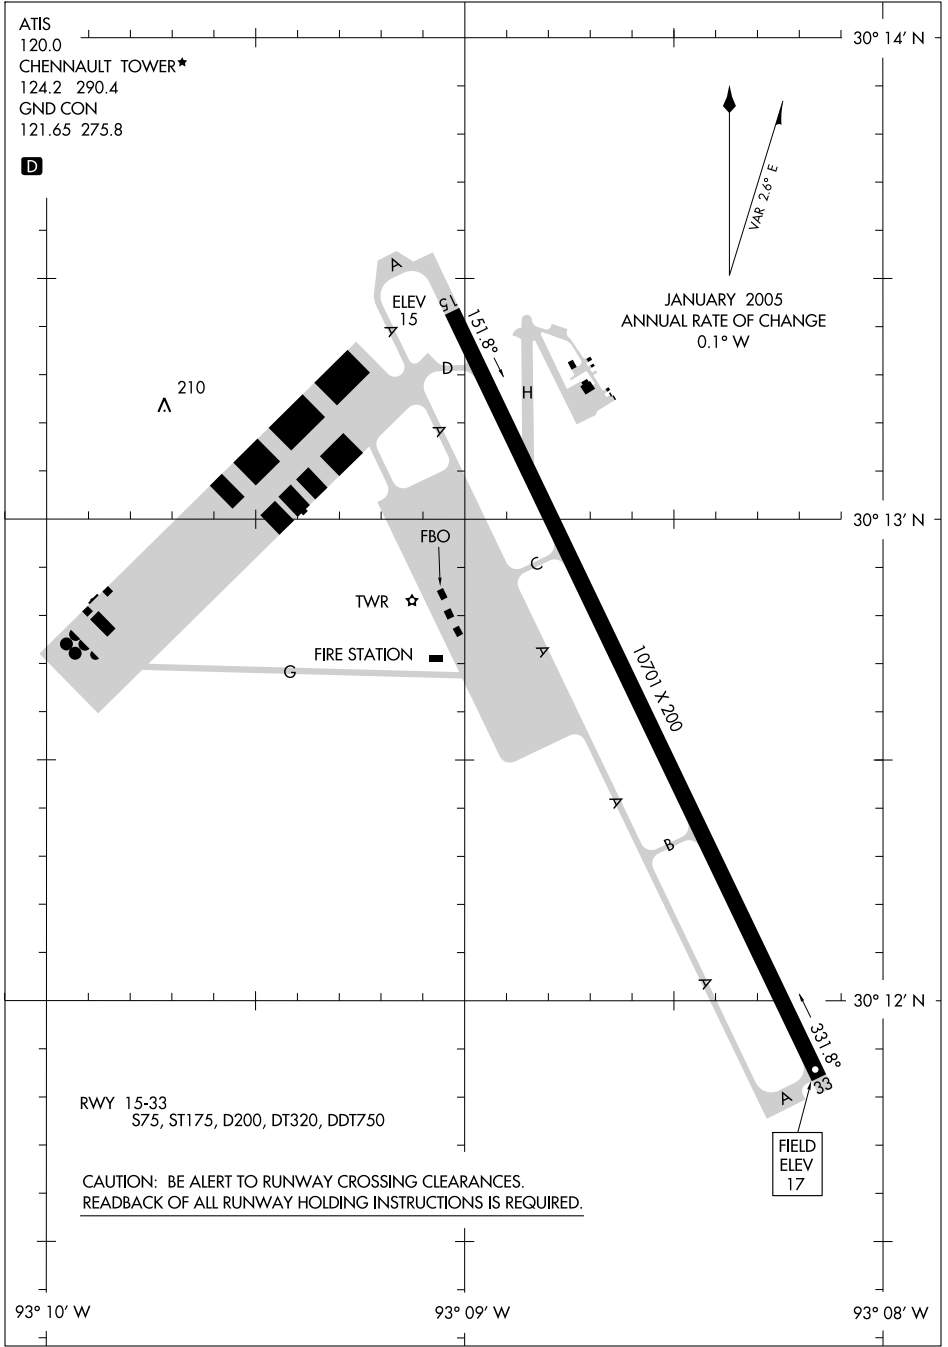 ATIS
120.0
CHENNAULT TOWER★
124.2 290.4
GND CON
121.65 275.8
D
30° 14' N
VAR 2.6° E
JANUARY 2005
ANNUAL RATE OF CHANGE
0.1° W
A
ELEV
15
15
151.8°
A
D
H
210
A
30° 13' N
FBO
C
TWR
A
FIRE STATION
G
10701 X 200
A
B
A
30° 12' N
331.8°
33
A
RWY 15-33
S75, ST175, D200, DT320, DDT750
FIELD
ELEV
17
CAUTION: BE ALERT TO RUNWAY CROSSING CLEARANCES.
READBACK OF ALL RUNWAY HOLDING INSTRUCTIONS IS REQUIRED.
93° 10' W
93° 09' W
93° 08' W